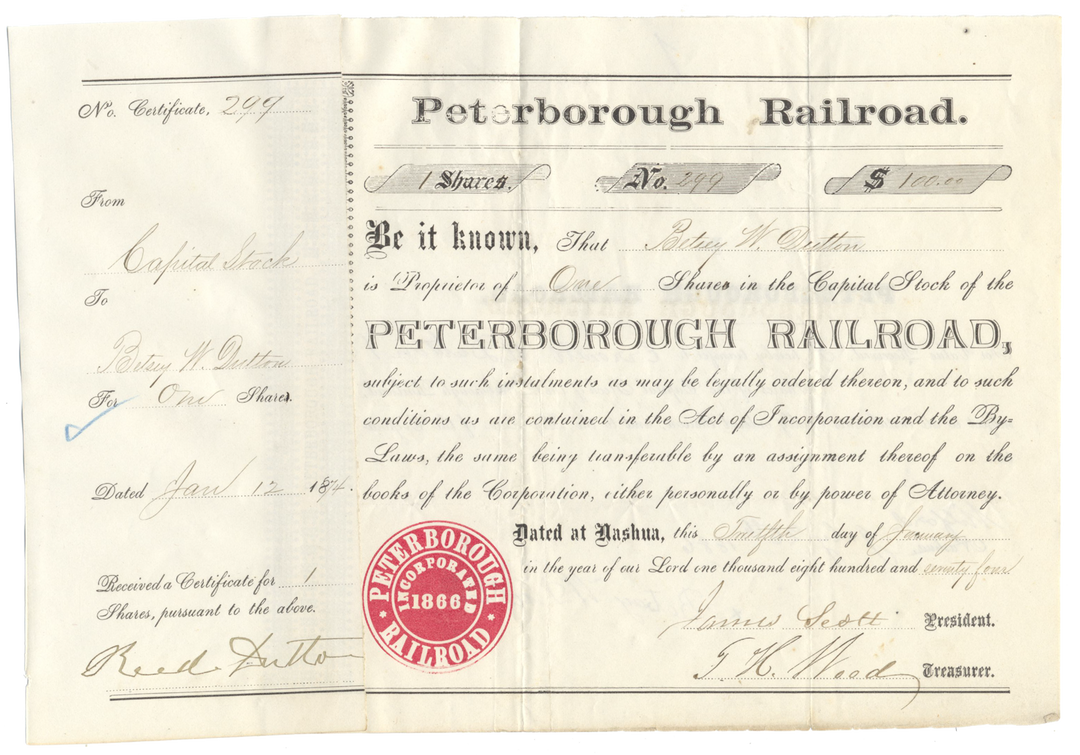 No. Certificate, 299
From
Capital Stock
To
Betsey W. Dutton
For One Shares.
Dated Jan 12 1874.
Received a Certificate for 1
Shares, pursuant to the above.
Reed Dutton
Peterborough Railroad.
1 Shares. No. 299 $ 100.00
Be it known, That Betsey W. Dutton
is Proprietor of One Shares in the Capital Stock of the
PETERBOROUGH RAILROAD,
subject to such instalments as may be legally ordered thereon, and to such
conditions as are contained in the Act of Incorporation and the By-
Laws, the same being transferable by an assignment thereof on the
books of the Corporation, either personally or by power of Attorney.
Dated at Nashua, this Twelfth day of January
in the year of our Lord one thousand eight hundred and seventy four
James Scott President.
T. H. Wood Treasurer.
PETERBOROUGH RAILROAD
INCORPORATED
1866